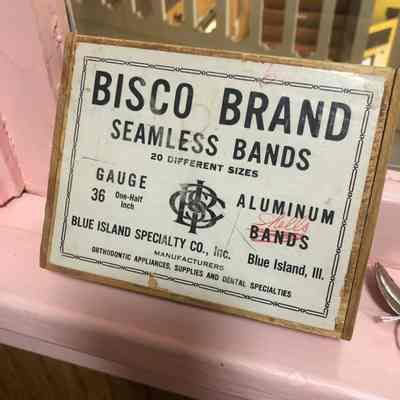 BISCO BRAND
SEAMLESS BANDS
20 DIFFERENT SIZES
GAUGE
36 One-Half Inch
ALUMINUM
BANDS
BLUE ISLAND SPECIALTY CO., Inc.
Blue Island, Ill.
MANUFACTURERS
ORTHODONTIC APPLIANCES, SUPPLIES AND DENTAL SPECIALTIES